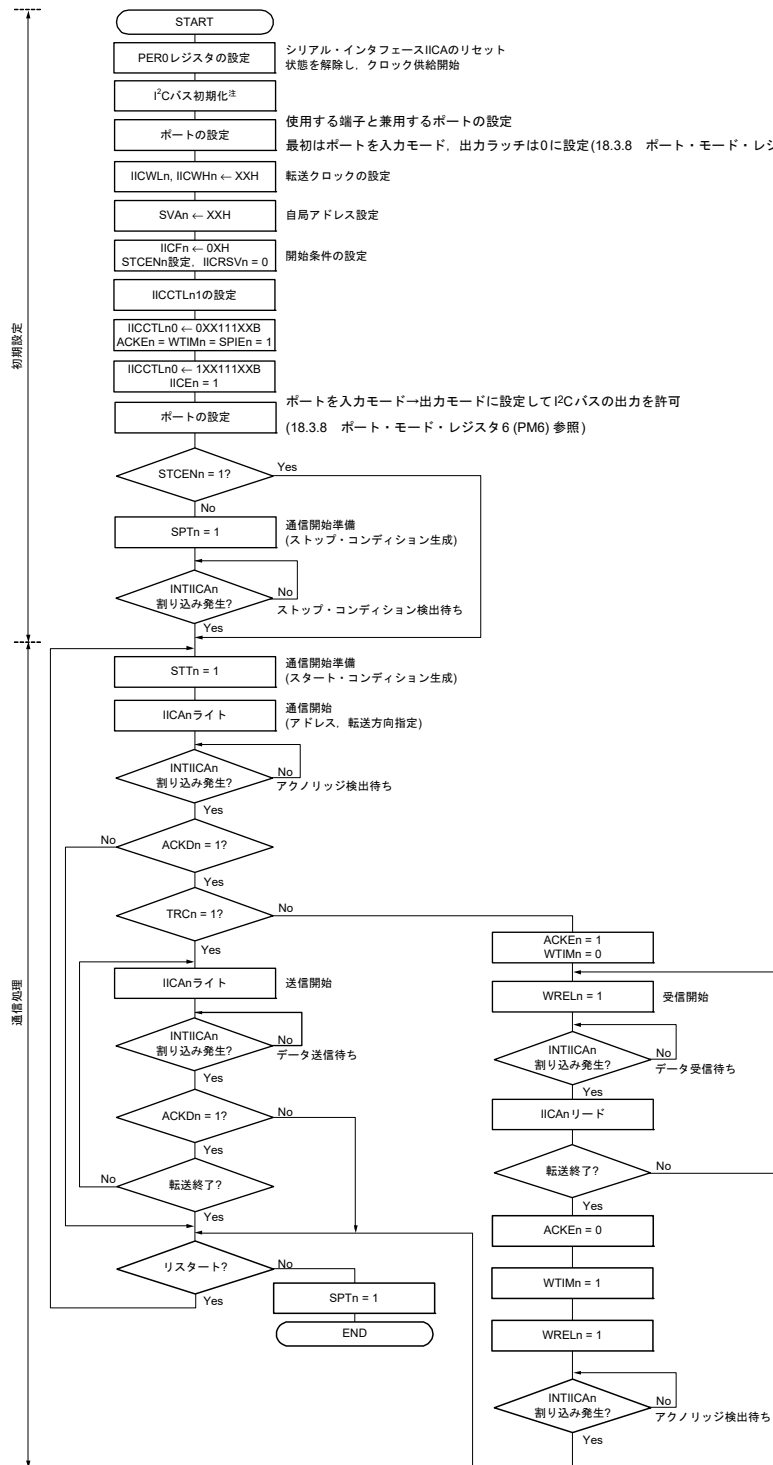 START
PER0レジスタの設定
シリアル・インタフェースIICAのリセット
状態を解除し，クロック供給開始
I2Cバス初期化注
ポートの設定
使用する端子と兼用するポートの設定
最初はポートを入力モード，出力ラッチは0に設定(18.3.8 ポート・モード・レジ
IICWLn, IICWHn ← XXH
転送クロックの設定
SVAn ← XXH
自局アドレス設定
IICFn ← 0XH
STCENn設定，IICRSVn = 0
開始条件の設定
IICCTLn1の設定
IICCTLn0 ← 0XX111XXB
ACKEn = WTIMn = SPIEn = 1
IICCTLn0 ← 1XX111XXB
IICEn = 1
ポートの設定
ポートを入力モード→出力モードに設定してI2Cバスの出力を許可
(18.3.8 ポート・モード・レジスタ6 (PM6) 参照)
初期設定
STCENn = 1?
Yes
No
SPTn = 1
通信開始準備
(ストップ・コンディション生成)
INTIICAn
割り込み発生?
No
ストップ・コンディション検出待ち
Yes
STTn = 1
通信開始準備
(スタート・コンディション生成)
IICAnライト
通信開始
(アドレス，転送方向指定)
INTIICAn
割り込み発生?
No
アクノリッジ検出待ち
Yes
No
ACKDn = 1?
Yes
TRCn = 1?
No
Yes
通信処理
IICAnライト
送信開始
INTIICAn
割り込み発生?
No
データ送信待ち
Yes
ACKDn = 1?
No
Yes
No
転送終了?
Yes
リスタート?
No
Yes
SPTn = 1
END
ACKEn = 1
WTIMn = 0
WRELn = 1
受信開始
INTIICAn
割り込み発生?
No
データ受信待ち
Yes
IICAnリード
転送終了?
No
Yes
ACKEn = 0
WTIMn = 1
WRELn = 1
INTIICAn
割り込み発生?
No
アクノリッジ検出待ち
Yes